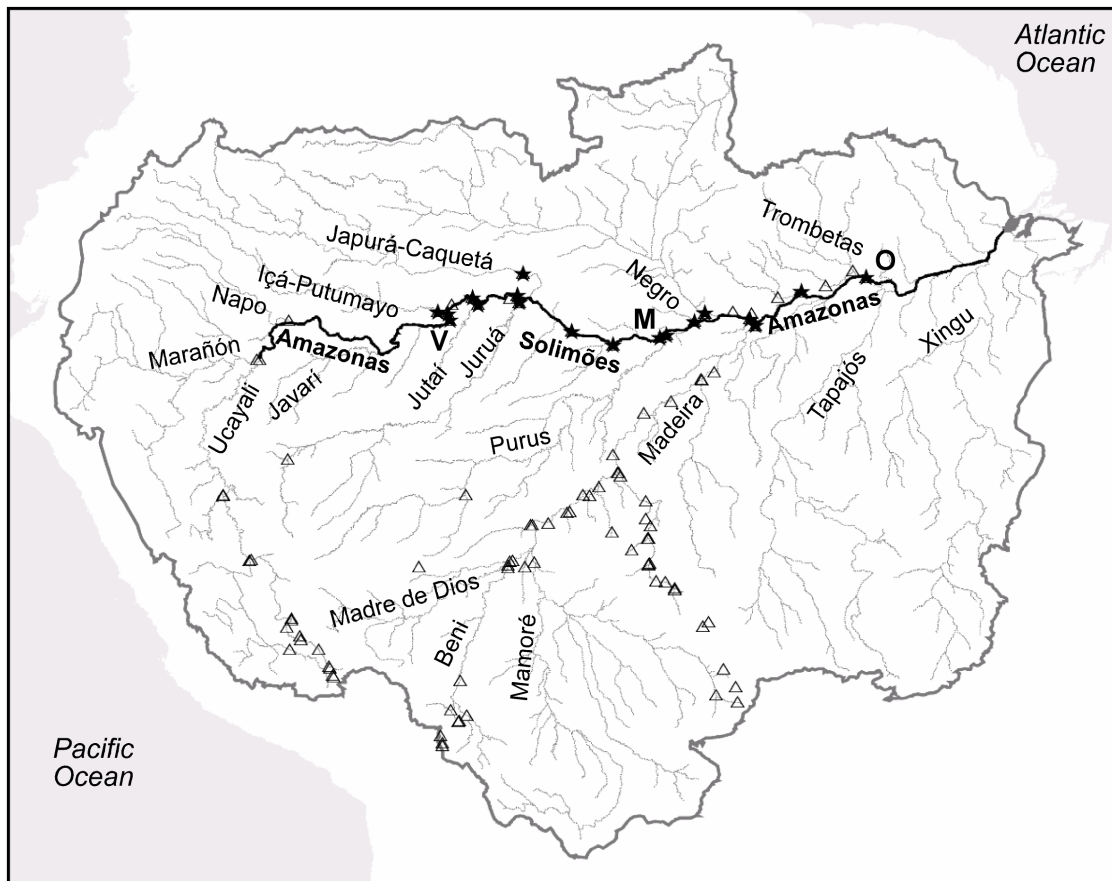 Atlantic
Ocean
Trombetas
O
Japurá-Caquetá
Negro
Içá-Putumayo
Napo
M
Amazonas
V
Amazonas
Solimões
Xingu
Marañón
Juruá
Jutaí
Javari
Ucayali
Tapajós
Madeira
Purus
Madre de Dios
Beni
Mamoré
Pacific
Ocean